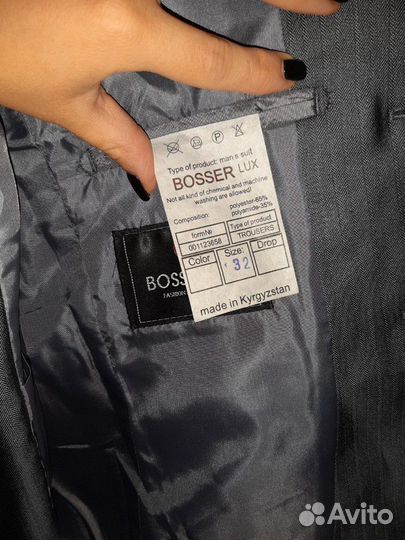 P
Type of product: man s suit
BOSSER LUX
Not all kind of chemical and machine
washing are allowed!
Composition:
polyester-65%
polyamide-35%
form№
Type of product
001123658
TROUSERS
Color
Size:
Drop
32
made in Kyrgyzstan
BOSS
FASHION
Avito